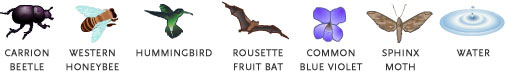 CARRION
BEETLE
WESTERN
HONEYBEE
HUMMINGBIRD
ROUSETTE
FRUIT BAT
COMMON
BLUE VIOLET
SPHINX
MOTH
WATER